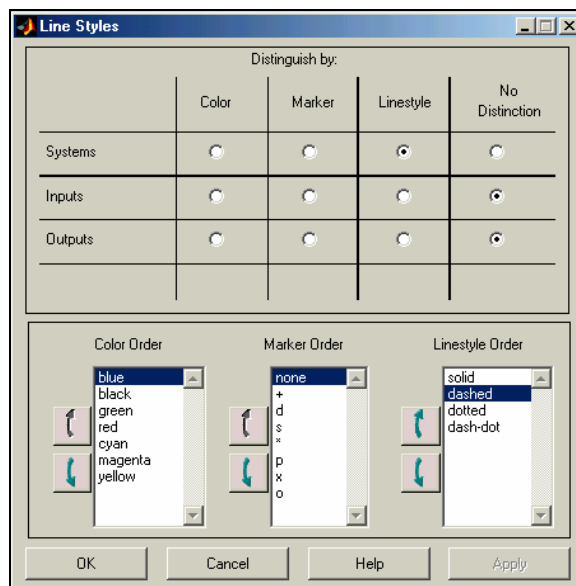 Line Styles
Distinguish by:
Color Marker Linestyle No Distinction
Systems
Inputs
Outputs
Color Order Marker Order Linestyle Order
blue none solid
black + dashed
green d dotted
red s dash-dot
cyan *
magenta p
yellow x
o
OK Cancel Help Apply